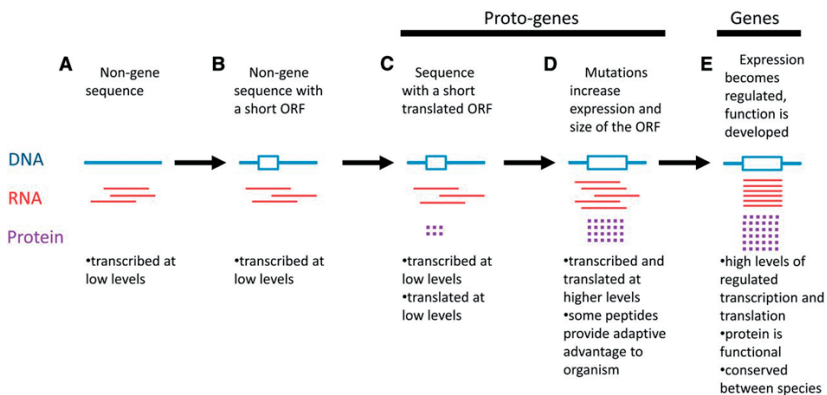 Proto-genes
Genes
A Non-gene
sequence
B Non-gene
sequence with
a short ORF
C Sequence
with a short
translated ORF
D Mutations
increase
expression and
size of the ORF
E Expression
becomes
regulated,
function is
developed
DNA
RNA
Protein
•transcribed at
low levels
•transcribed at
low levels
•transcribed at
low levels
•translated at
low levels
•transcribed and
translated at
higher levels
•some peptides
provide adaptive
advantage to
organism
•high levels of
regulated
transcription and
translation
•protein is
functional
•conserved
between species